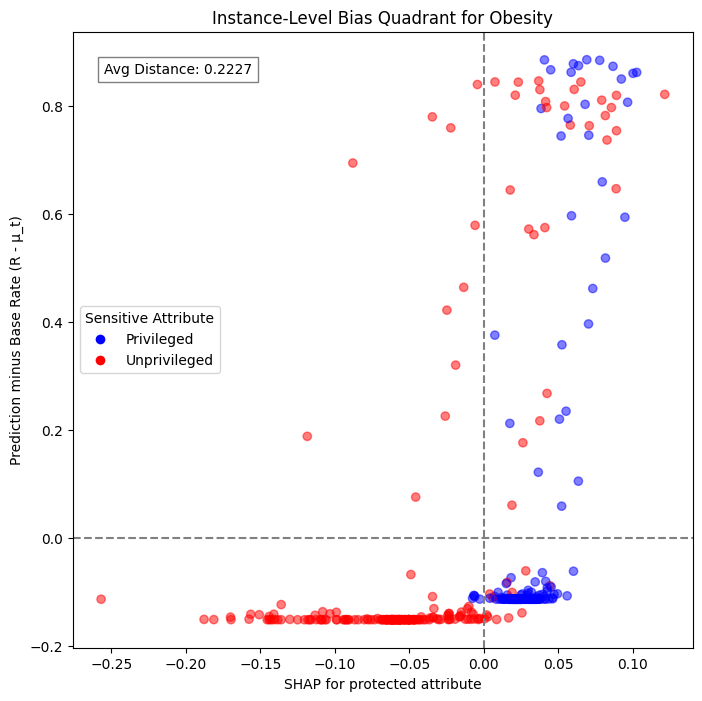 Instance-Level Bias Quadrant for Obesity
Avg Distance: 0.2227
Prediction minus Base Rate (R - μ_t)
0.8
0.6
0.4
0.2
0.0
−0.2
Sensitive Attribute
Privileged
Unprivileged
−0.25
−0.20
−0.15
−0.10
−0.05
0.00
0.05
0.10
SHAP for protected attribute